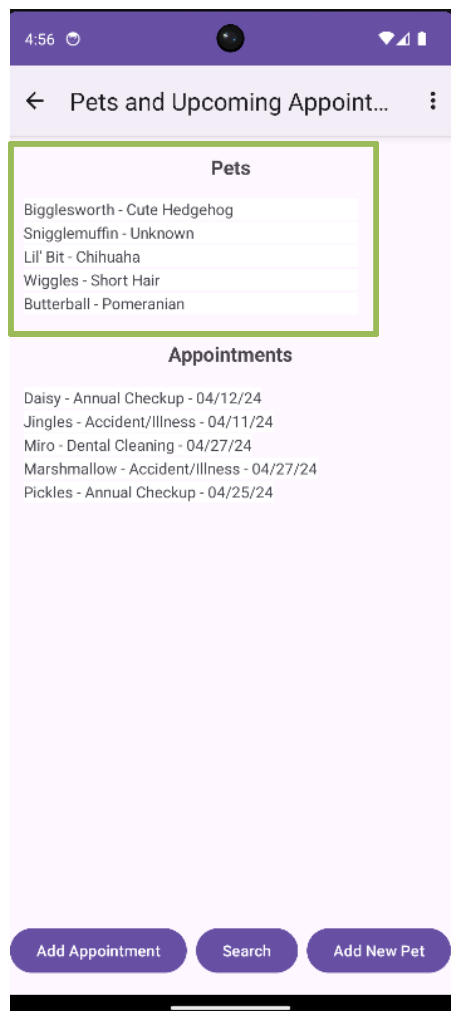 4:56
Pets and Upcoming Appoint...
Pets
Bigglesworth - Cute Hedgehog
Snigglemuffin - Unknown
Lil' Bit - Chihuaha
Wiggles - Short Hair
Butterball - Pomeranian
Appointments
Daisy - Annual Checkup - 04/12/24
Jingles - Accident/Illness - 04/11/24
Miro - Dental Cleaning - 04/27/24
Marshmallow - Accident/Illness - 04/27/24
Pickles - Annual Checkup - 04/25/24
Add Appointment Search Add New Pet